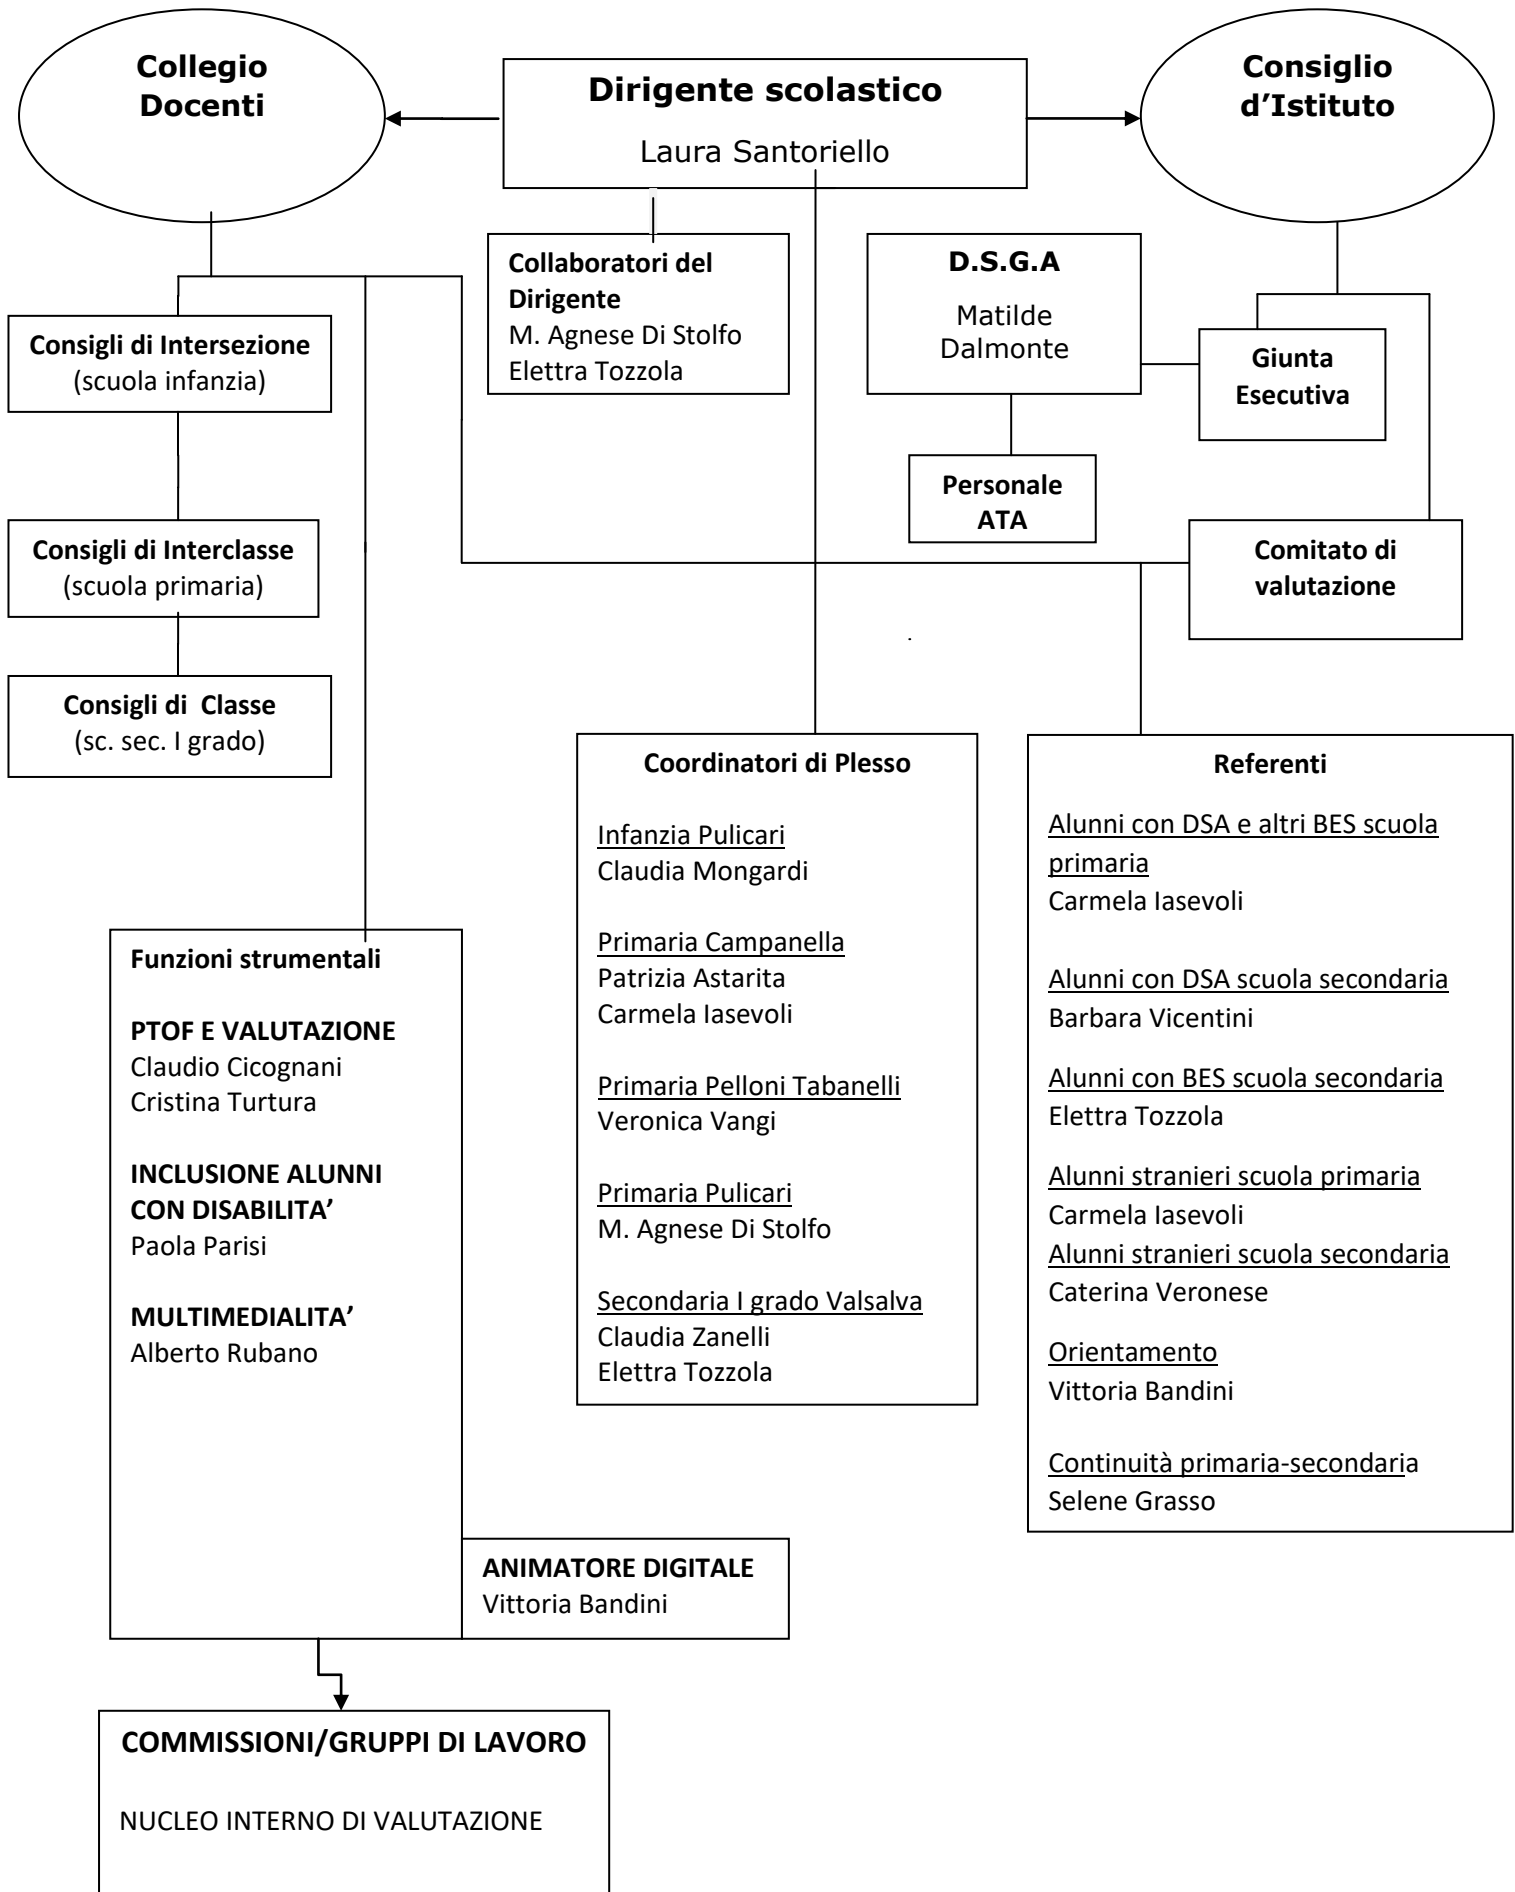 Collegio
Docenti
Dirigente scolastico
Laura Santoriello
Consiglio
d’Istituto
Collaboratori del
Dirigente
M. Agnese Di Stolfo
Elettra Tozzola
D.S.G.A
Matilde
Dalmonte
Giunta
Esecutiva
Consigli di Intersezione
(scuola infanzia)
Personale
ATA
Consigli di Interclasse
(scuola primaria)
Comitato di
valutazione
Consigli di  Classe
(sc. sec. I grado)
Coordinatori di Plesso
Infanzia Pulicari
Claudia Mongardi
Primaria Campanella
Patrizia Astarita
Carmela Iasevoli
Primaria Pelloni Tabanelli
Veronica Vangi
Primaria Pulicari
M. Agnese Di Stolfo
Secondaria I grado Valsalva
Claudia Zanelli
Elettra Tozzola
Referenti
Alunni con DSA e altri BES scuola
primaria
Carmela Iasevoli
Alunni con DSA scuola secondaria
Barbara Vicentini
Alunni con BES scuola secondaria
Elettra Tozzola
Alunni stranieri scuola primaria
Carmela Iasevoli
Alunni stranieri scuola secondaria
Caterina Veronese
Orientamento
Vittoria Bandini
Continuità primaria-secondaria
Selene Grasso
Funzioni strumentali
PTOF E VALUTAZIONE
Claudio Cicognani
Cristina Turtura
INCLUSIONE ALUNNI
CON DISABILITA’
Paola Parisi
MULTIMEDIALITA’
Alberto Rubano
ANIMATORE DIGITALE
Vittoria Bandini
COMMISSIONI/GRUPPI DI LAVORO
NUCLEO INTERNO DI VALUTAZIONE